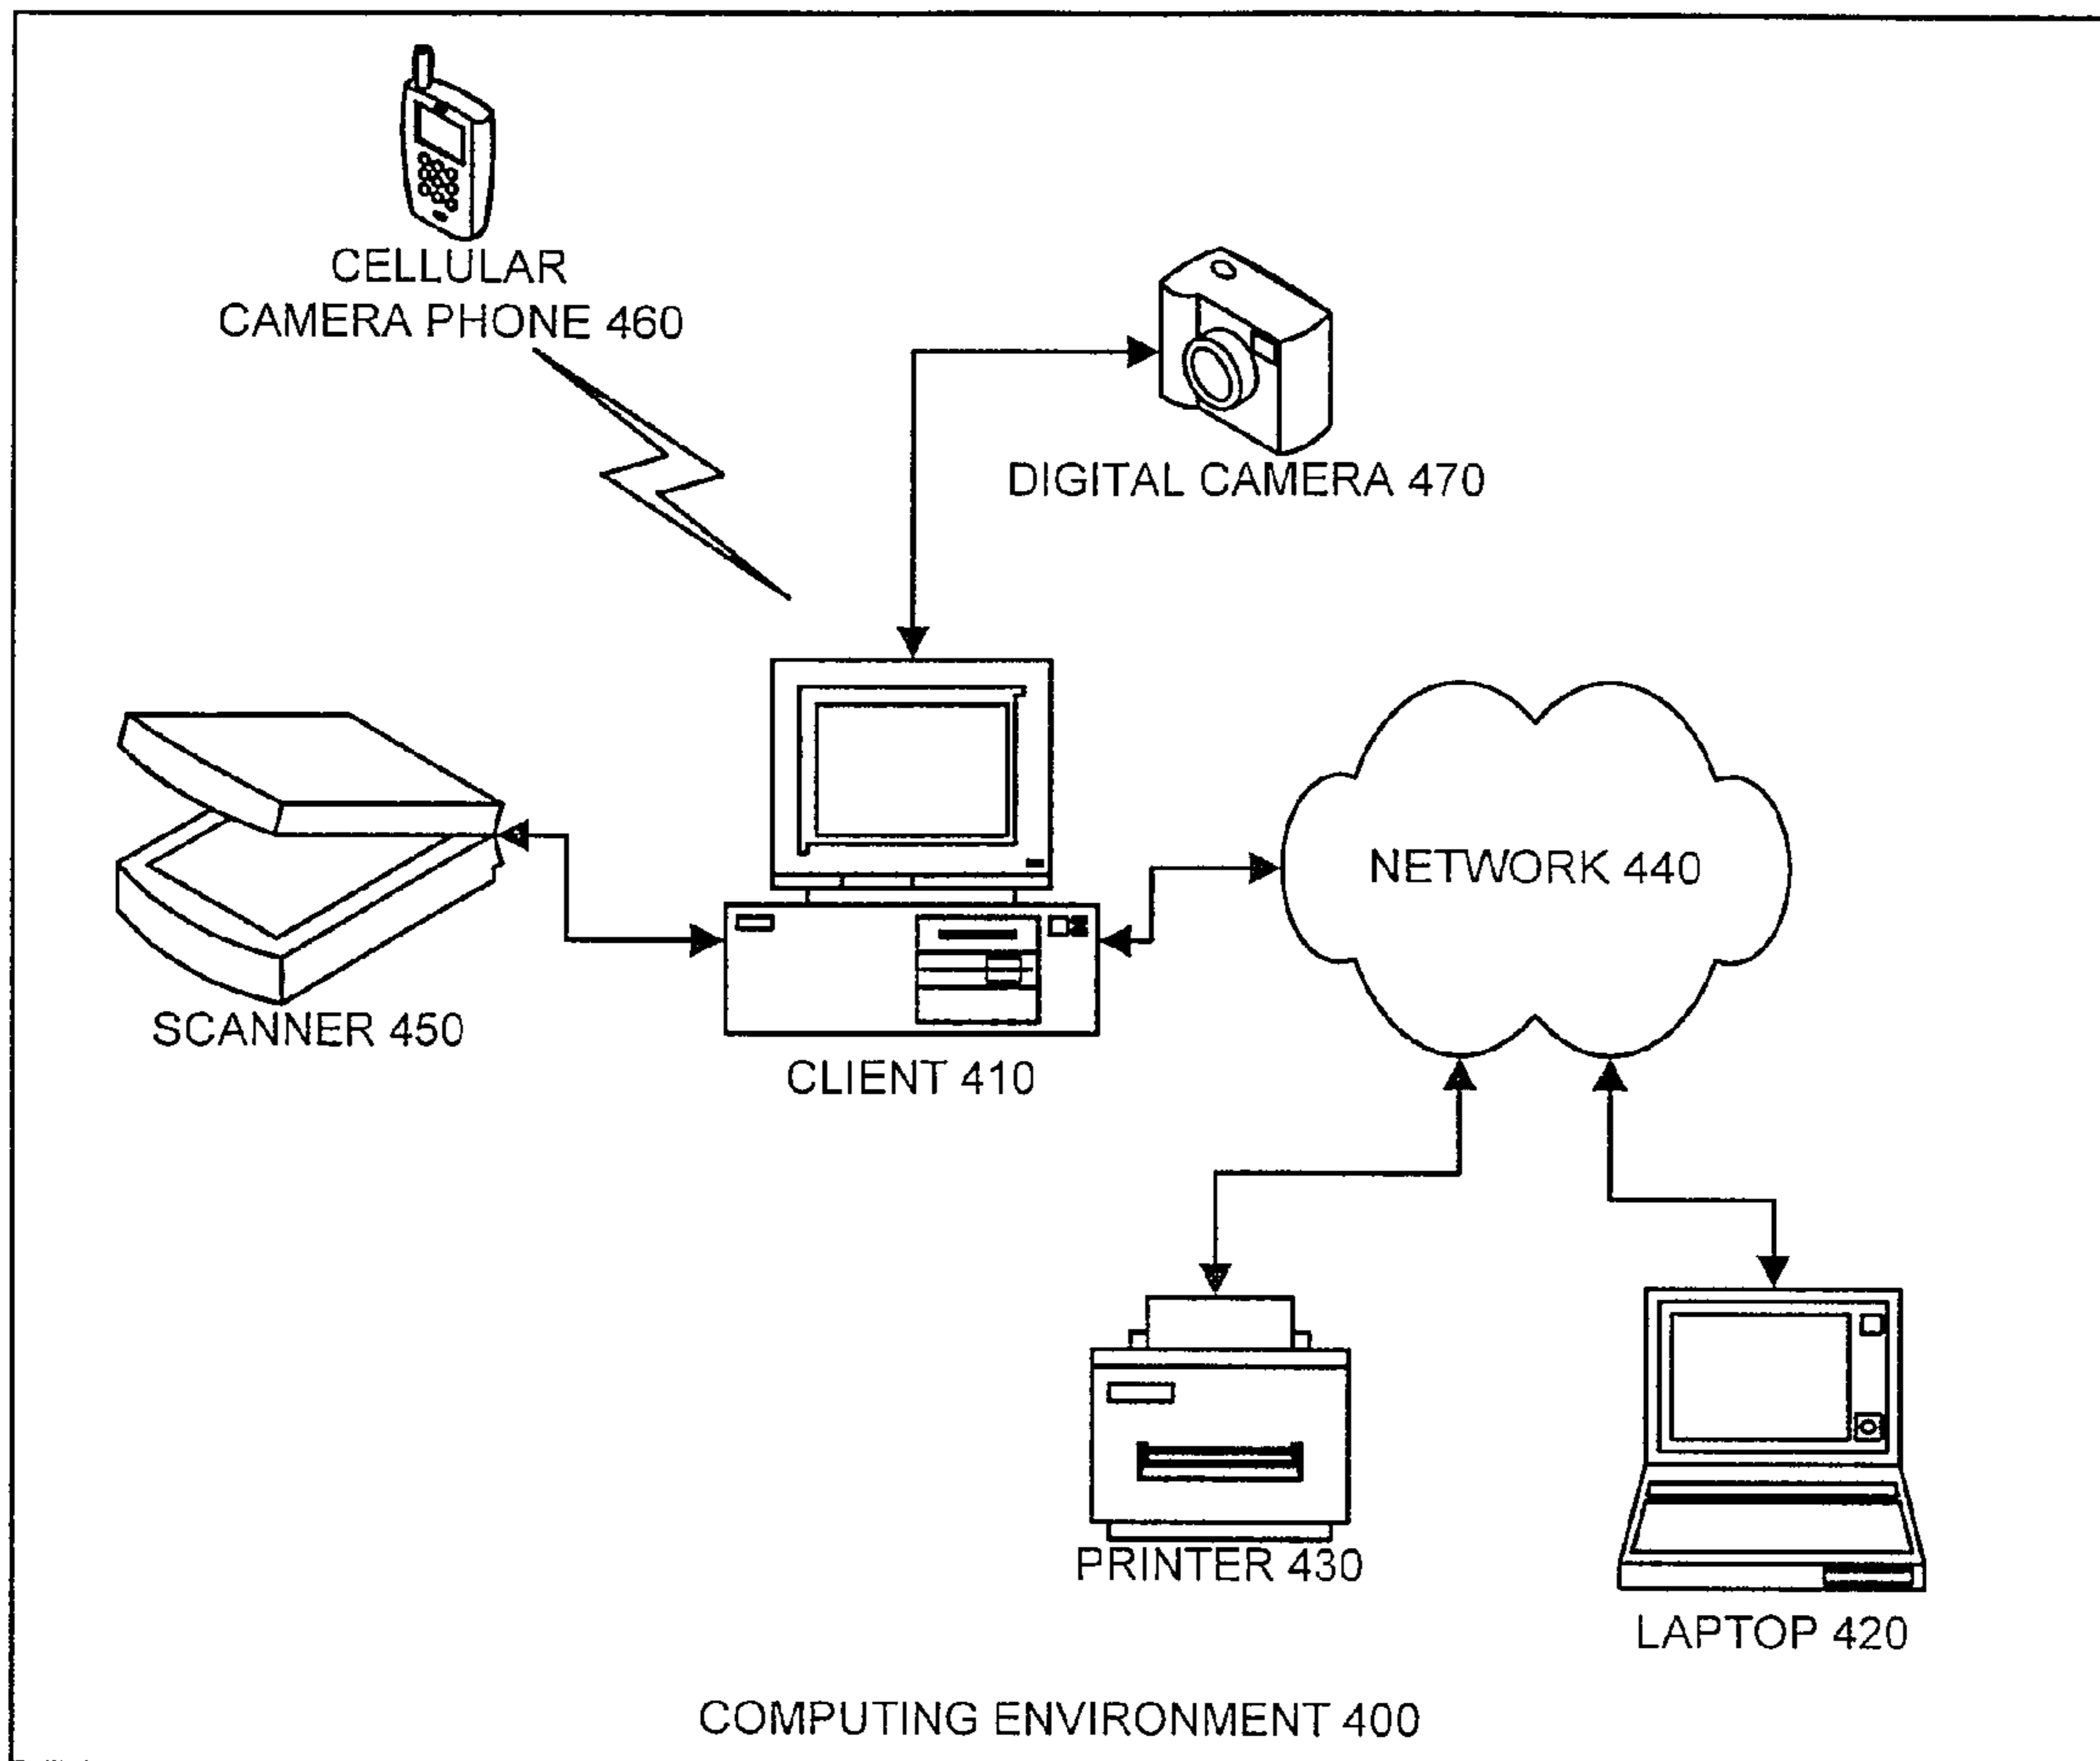 CELLULAR
CAMERA PHONE 460
DIGITAL CAMERA 470
NETWORK 440
SCANNER 450
CLIENT 410
PRINTER 430
LAPTOP 420
COMPUTING ENVIRONMENT 400